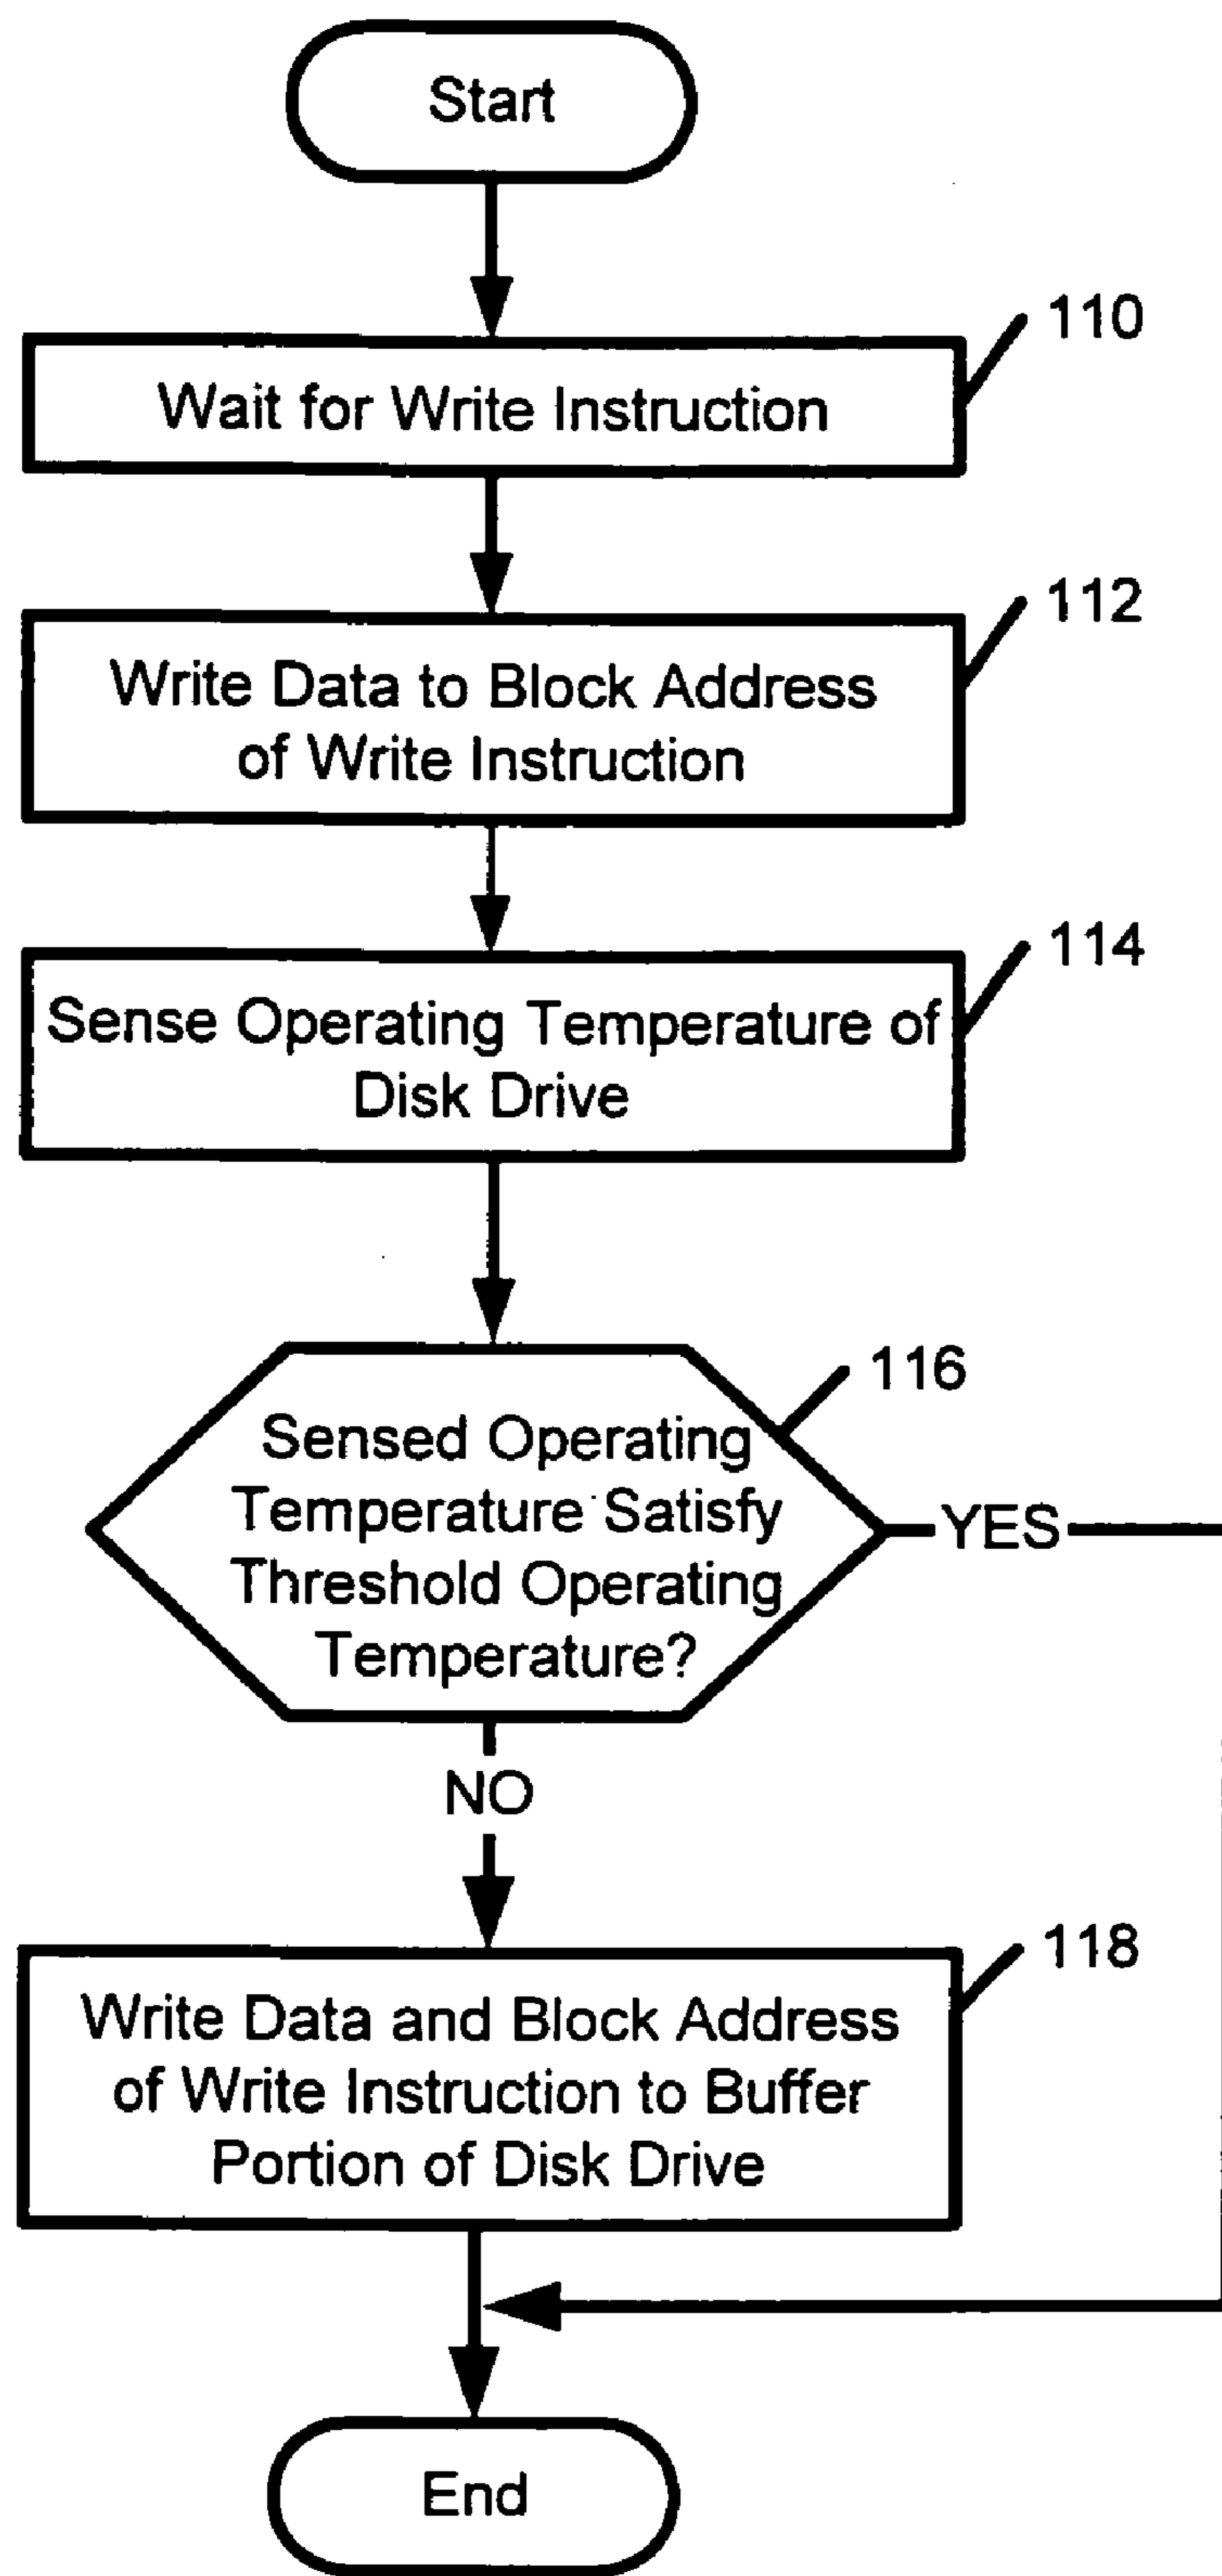 Start
110
Wait for Write Instruction
112
Write Data to Block Address
of Write Instruction
114
Sense Operating Temperature of
Disk Drive
116
Sensed Operating
Temperature Satisfy
Threshold Operating
Temperature?
YES
NO
118
Write Data and Block Address
of Write Instruction to Buffer
Portion of Disk Drive
End